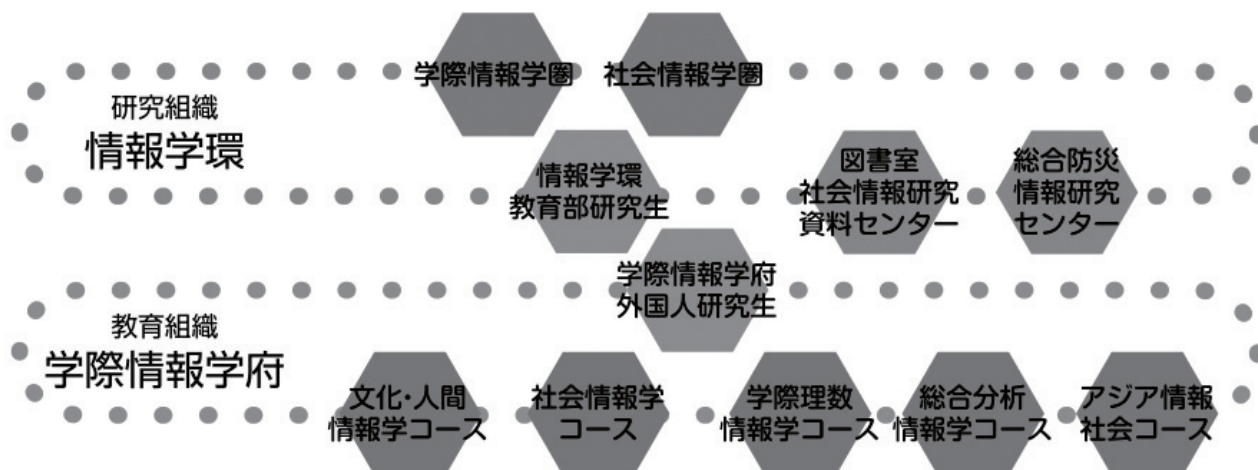 学際情報学圏
社会情報学圏
研究組織
情報学環
情報学環
教育部研究生
図書室
社会情報研究
資料センター
総合防災
情報研究
センター
学際情報学府
外国人研究生
教育組織
学際情報学府
文化・人間
情報学コース
社会情報学
コース
学際理数
情報学コース
総合分析
情報学コース
アジア情報
社会コース